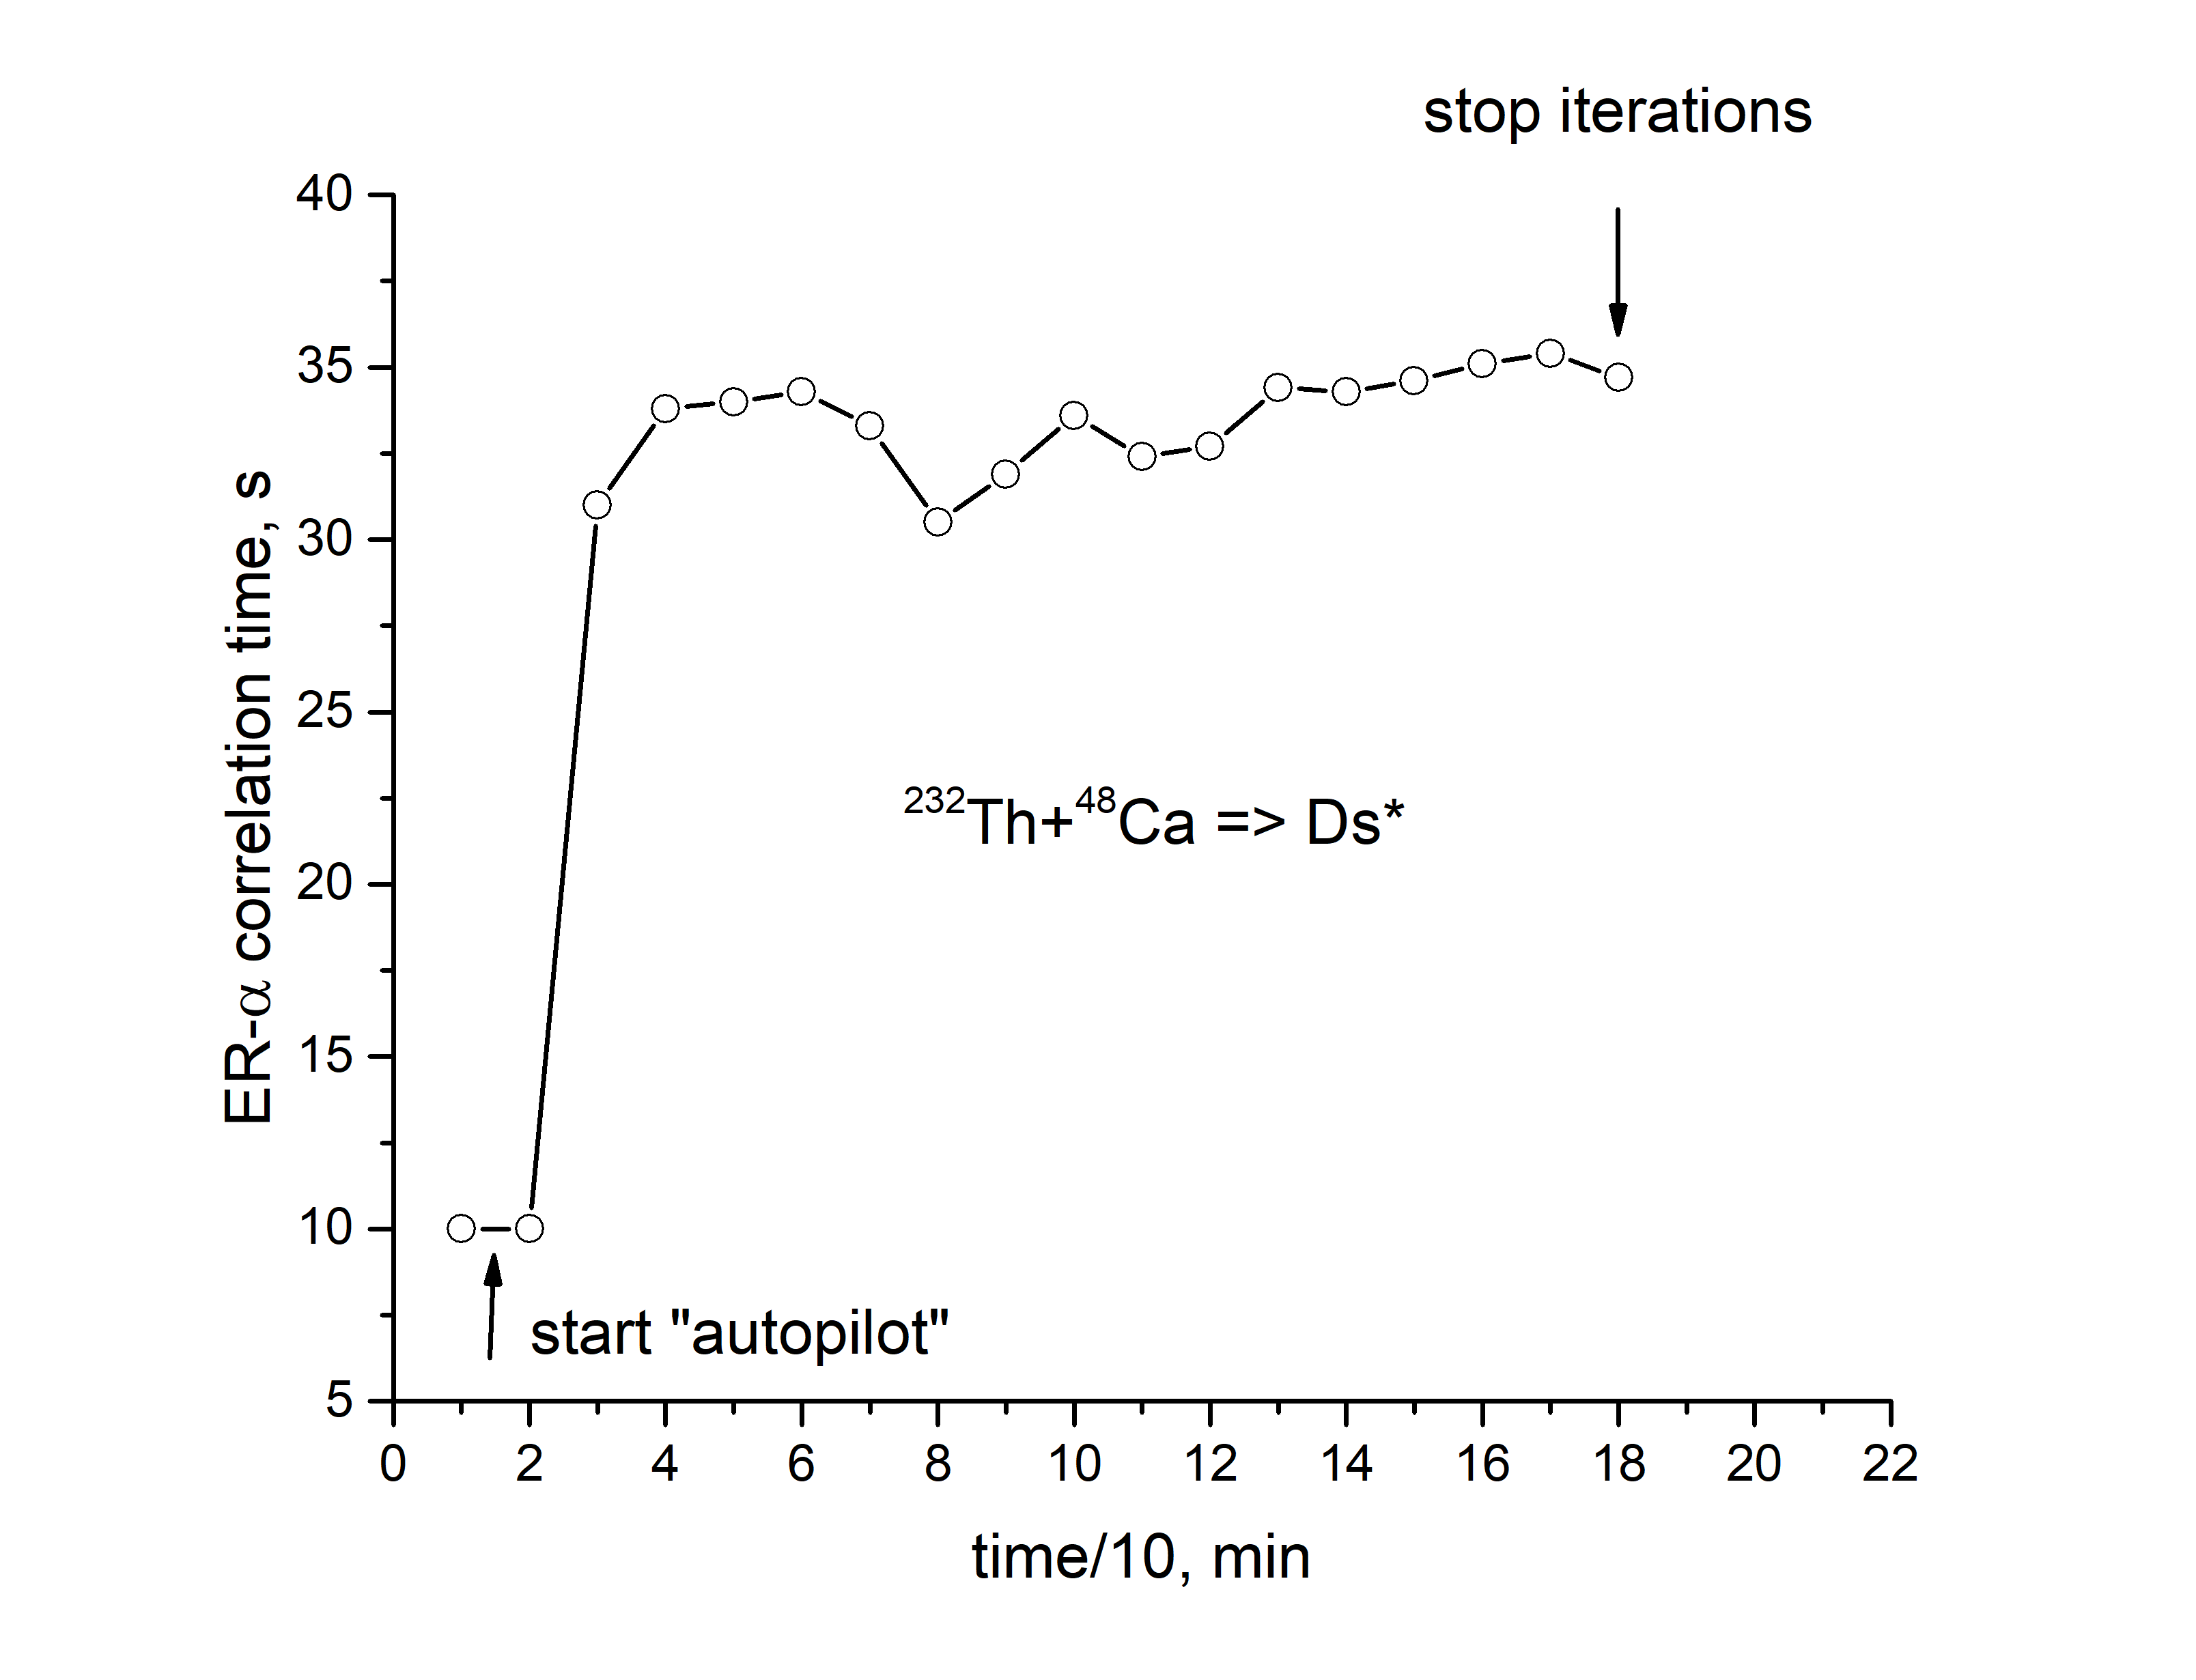 stop iterations
40
35
30
25
20
15
10
5
ER-α correlation time, s
²³²Th+⁴⁸Ca => Ds*
start "autopilot"
0 2 4 6 8 10 12 14 16 18 20 22
time/10, min